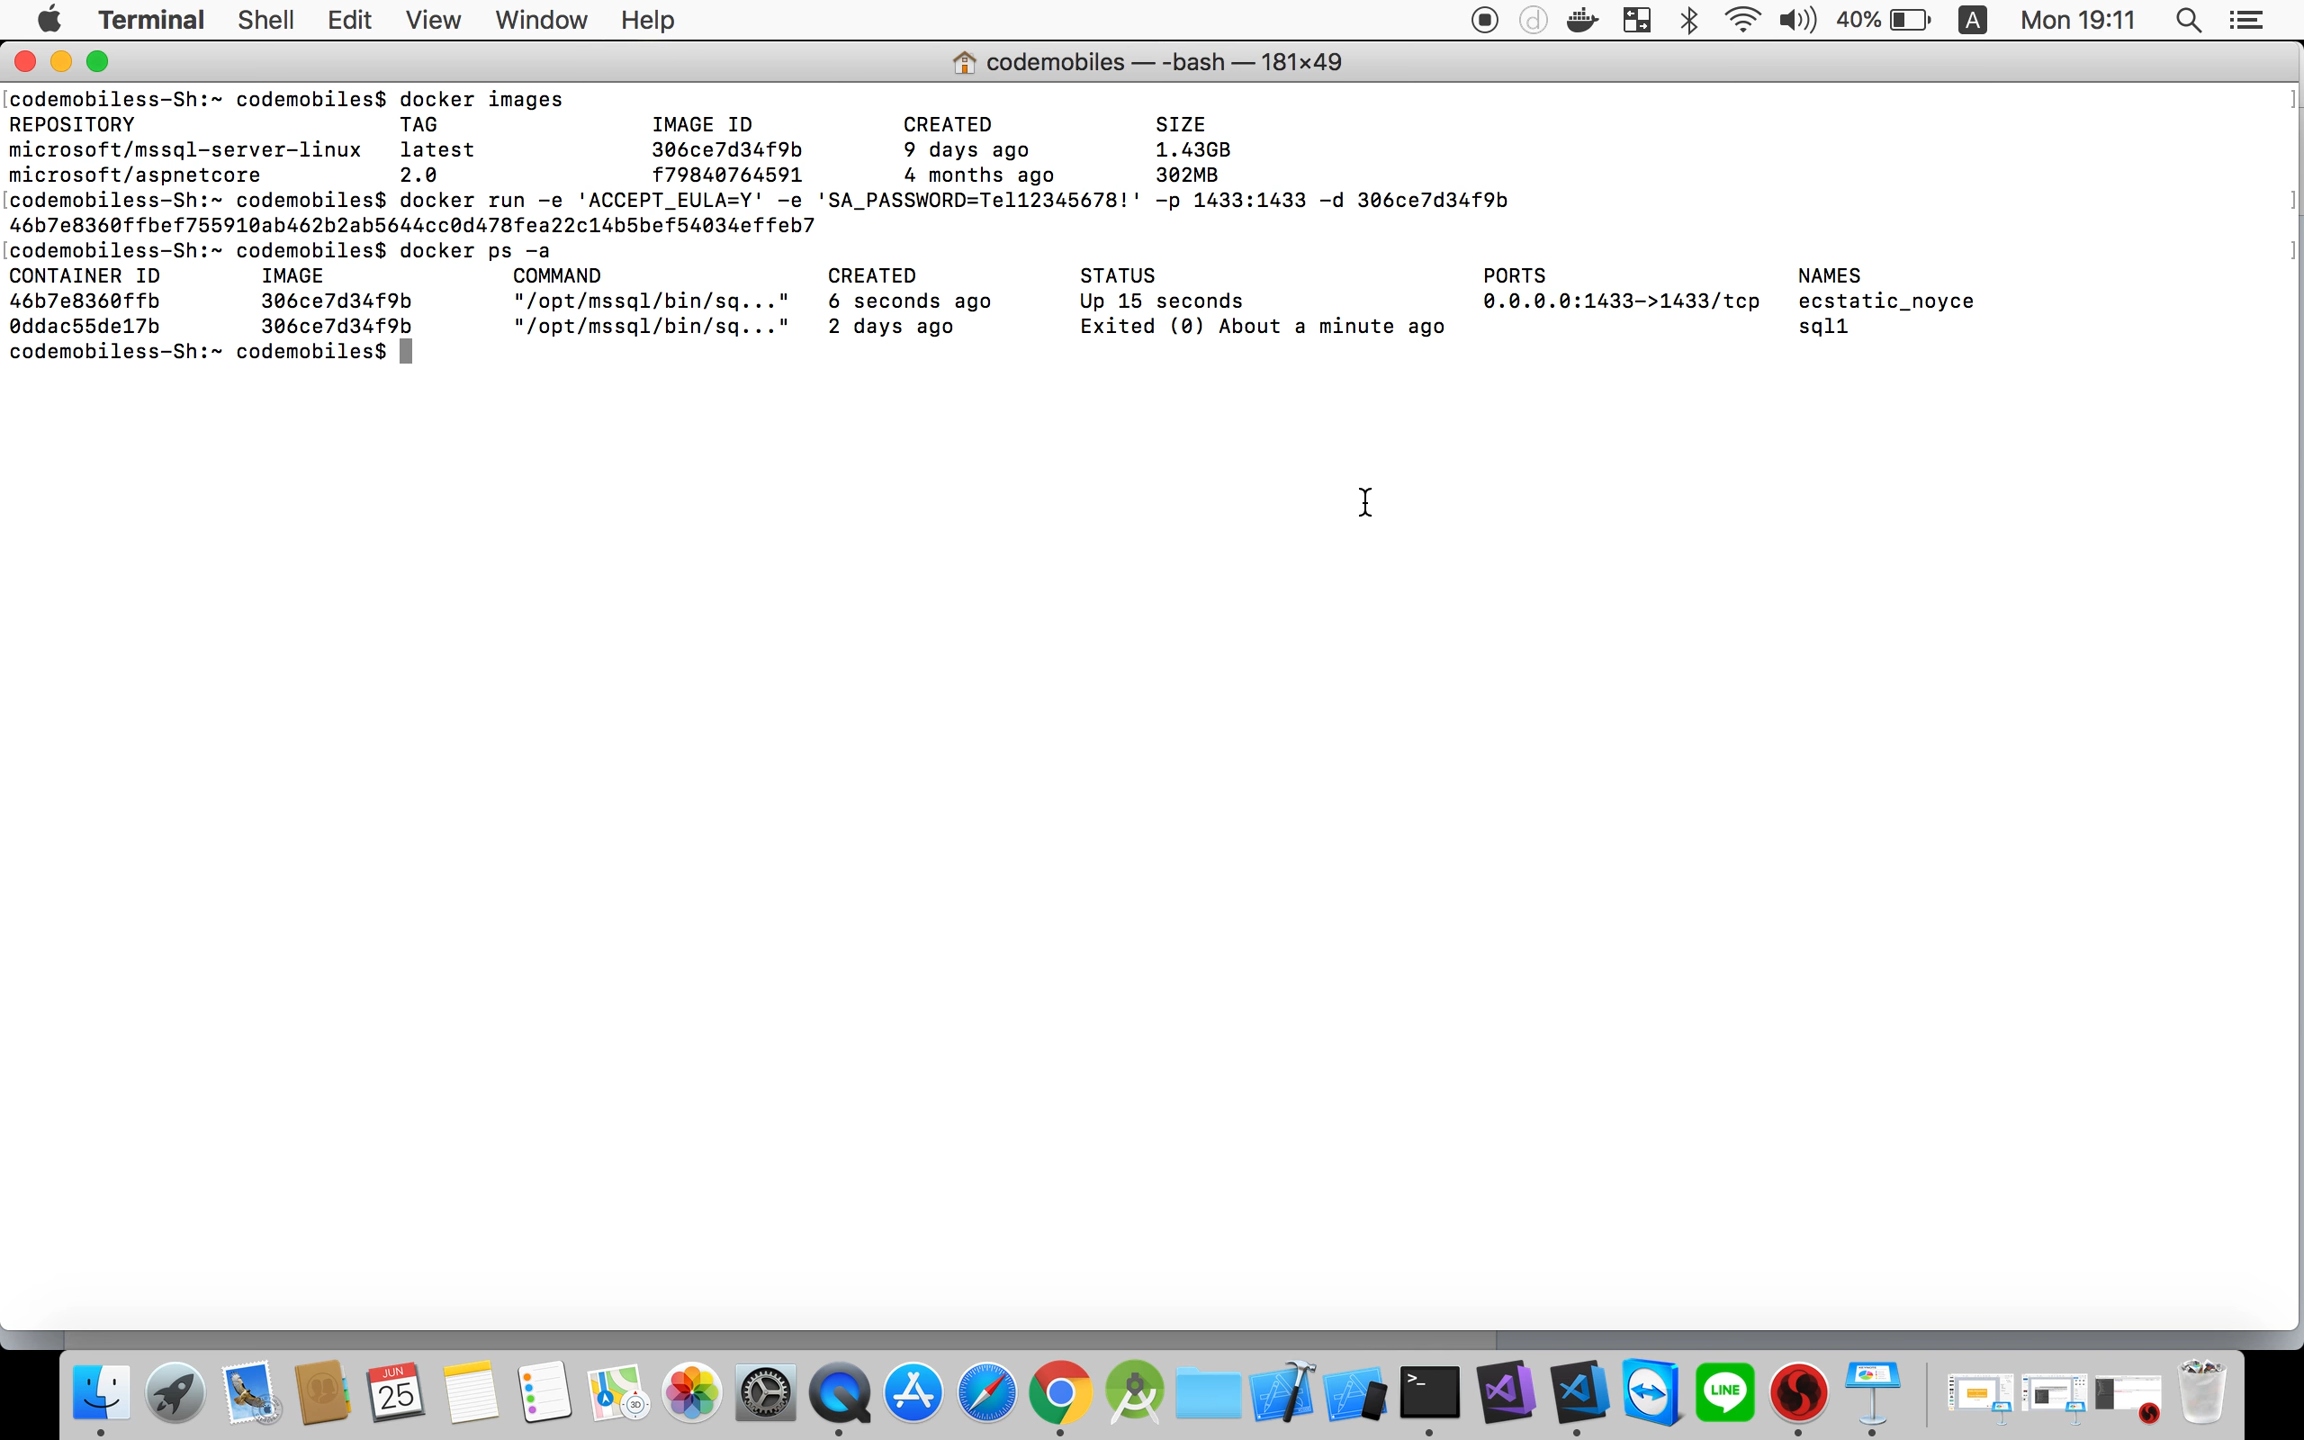 Terminal Shell Edit View Window Help 40% A Mon 19:11
codemobiles — -bash — 181×49
[codemobiless-Sh:~ codemobiles$ docker images ]
REPOSITORY TAG IMAGE ID CREATED SIZE
microsoft/mssql-server-linux latest 306ce7d34f9b 9 days ago 1.43GB
microsoft/aspnetcore 2.0 f79840764591 4 months ago 302MB
[codemobiless-Sh:~ codemobiles$ docker run -e 'ACCEPT_EULA=Y' -e 'SA_PASSWORD=Tel12345678!' -p 1433:1433 -d 306ce7d34f9b ]
46b7e8360ffbef755910ab462b2ab5644cc0d478fea22c14b5bef54034effeb7
[codemobiless-Sh:~ codemobiles$ docker ps -a ]
CONTAINER ID IMAGE COMMAND CREATED STATUS PORTS NAMES
46b7e8360ffb 306ce7d34f9b "/opt/mssql/bin/sq..." 6 seconds ago Up 15 seconds 0.0.0.0:1433->1433/tcp ecstatic_noyce
0ddac55de17b 306ce7d34f9b "/opt/mssql/bin/sq..." 2 days ago Exited (0) About a minute ago sql1
codemobiless-Sh:~ codemobiles$
JUN
25
3D
>_
LINE